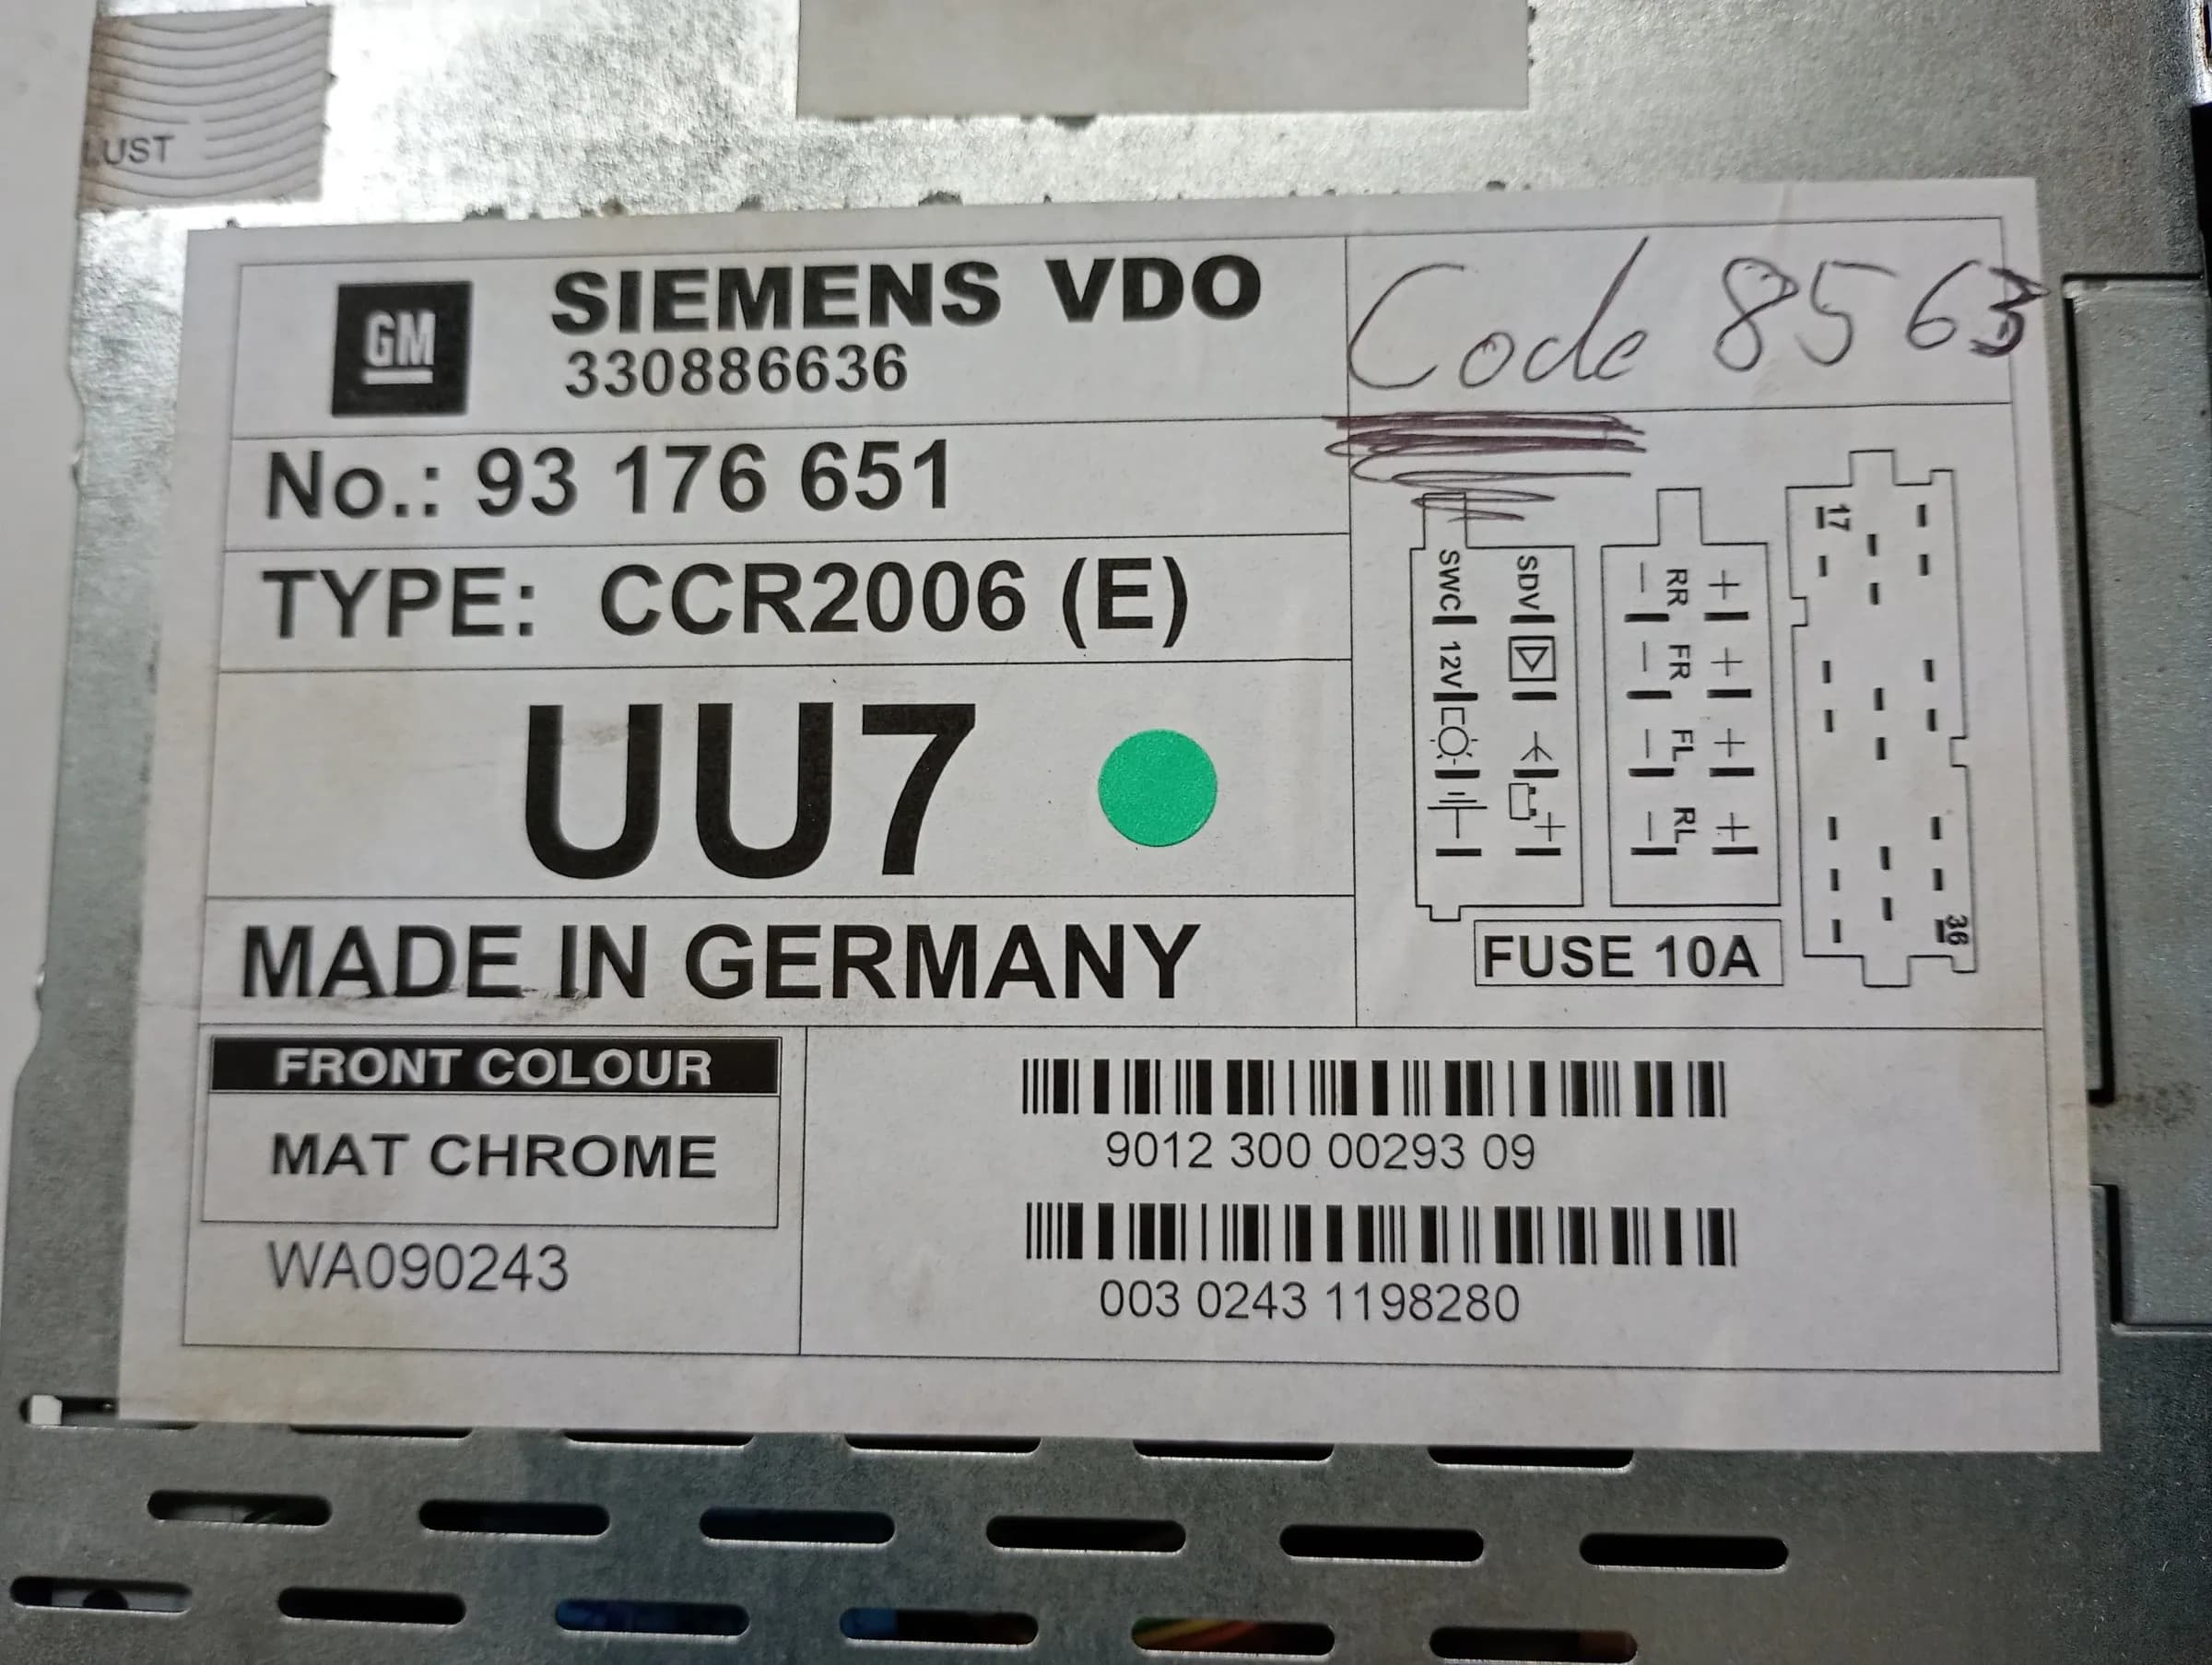 LUST
GM
SIEMENS VDO
330886636
Code 8563
No.: 93 176 651
TYPE: CCR2006 (E)
UU7
MADE IN GERMANY
SWC 12V
SDV
RR FR FL RL
17
36
FUSE 10A
FRONT COLOUR
MAT CHROME
WA090243
9012 300 00293 09
003 0243 1198280